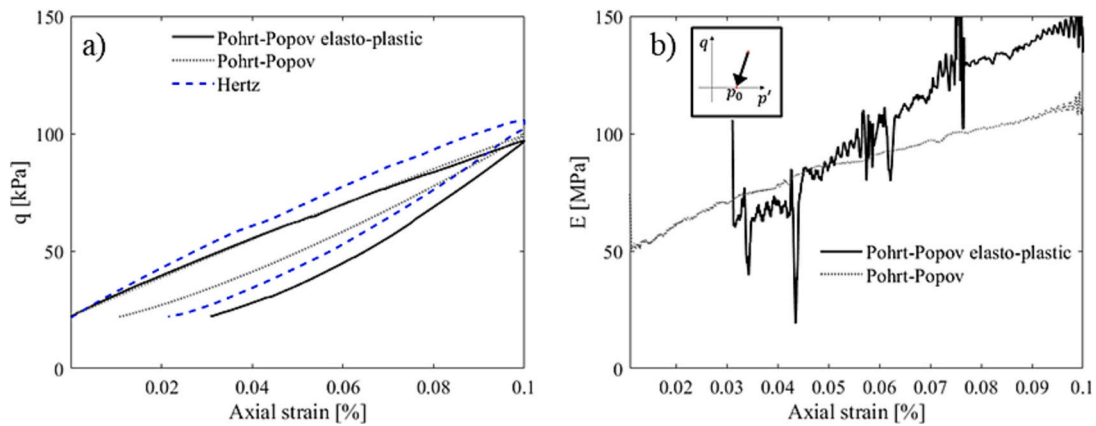 a)
150
100
50
0
q [kPa]
0.02
0.04
0.06
0.08
0.1
Axial strain [%]
Pohrt-Popov elasto-plastic
Pohrt-Popov
Hertz
b)
150
100
50
0
E [MPa]
0.02
0.03
0.04
0.05
0.06
0.07
0.08
0.09
0.1
Axial strain [%]
q
p₀
p'
Pohrt-Popov elasto-plastic
Pohrt-Popov